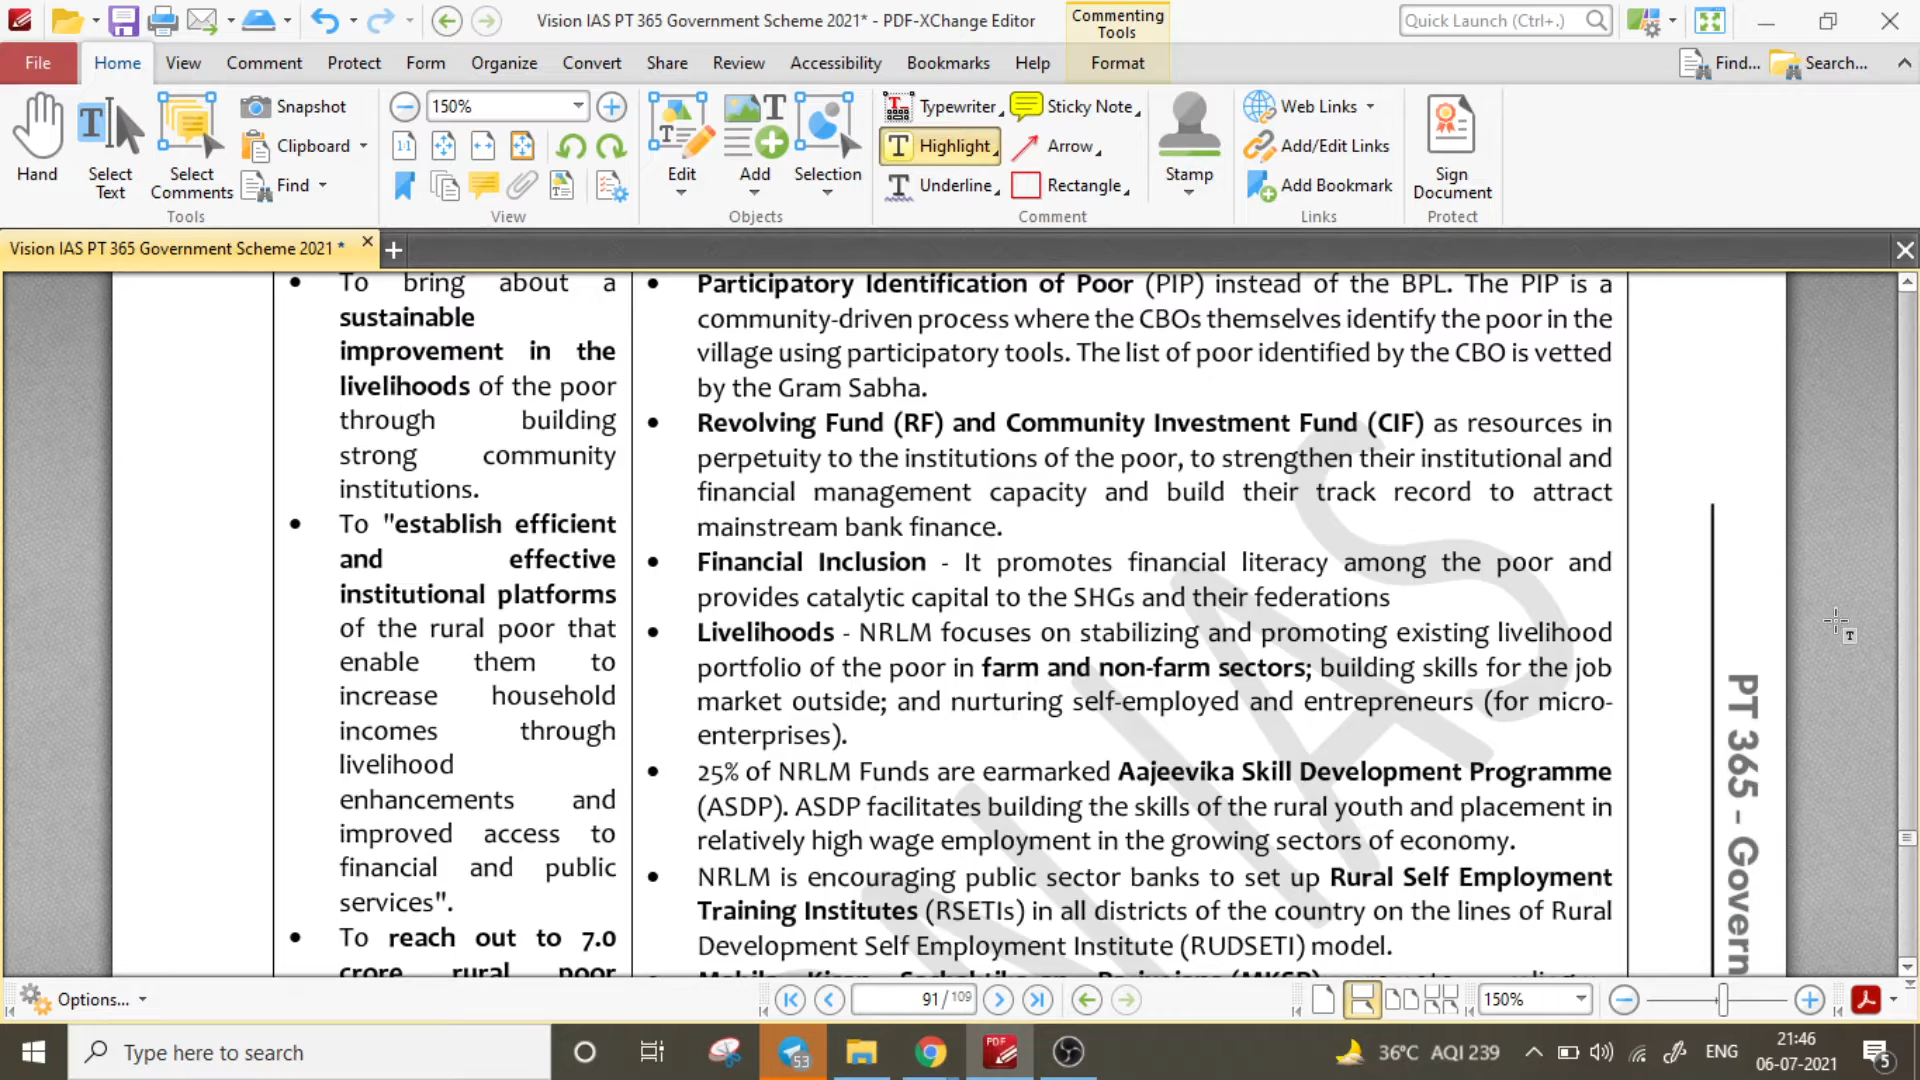 Vision IAS PT 365 Government Scheme 2021* - PDF-XChange Editor
Commenting Tools
Quick Launch (Ctrl+.)
File Home View Comment Protect Form Organize Convert Share Review Accessibility Bookmarks Help Format
Find... Search...
Hand
Select Text
Select Comments
Snapshot
Clipboard
Find
Tools
150%
View
Edit
Add
Selection
Objects
Typewriter
Sticky Note
Highlight
Arrow
Underline
Rectangle
Stamp
Comment
Web Links
Add/Edit Links
Add Bookmark
Links
Sign Document
Protect
Vision IAS PT 365 Government Scheme 2021 *
• To bring about a
sustainable
improvement in the
livelihoods of the poor
through building
strong community
institutions.
• To "establish efficient
and effective
institutional platforms
of the rural poor that
enable them to
increase household
incomes through
livelihood
enhancements and
improved access to
financial and public
services".
• To reach out to 7.0
crore rural poor
• Participatory Identification of Poor (PIP) instead of the BPL. The PIP is a
community-driven process where the CBOs themselves identify the poor in the
village using participatory tools. The list of poor identified by the CBO is vetted
by the Gram Sabha.
• Revolving Fund (RF) and Community Investment Fund (CIF) as resources in
perpetuity to the institutions of the poor, to strengthen their institutional and
financial management capacity and build their track record to attract
mainstream bank finance.
• Financial Inclusion - It promotes financial literacy among the poor and
provides catalytic capital to the SHGs and their federations
• Livelihoods - NRLM focuses on stabilizing and promoting existing livelihood
portfolio of the poor in farm and non-farm sectors; building skills for the job
market outside; and nurturing self-employed and entrepreneurs (for micro-
enterprises).
• 25% of NRLM Funds are earmarked Aajeevika Skill Development Programme
(ASDP). ASDP facilitates building the skills of the rural youth and placement in
relatively high wage employment in the growing sectors of economy.
• NRLM is encouraging public sector banks to set up Rural Self Employment
Training Institutes (RSETIs) in all districts of the country on the lines of Rural
Development Self Employment Institute (RUDSETI) model.
PT 365 - Govern
IAS
Options...
91 / 109
150%
Type here to search
53
PDF
36°C AQI 239
ENG
21:46
06-07-2021
5